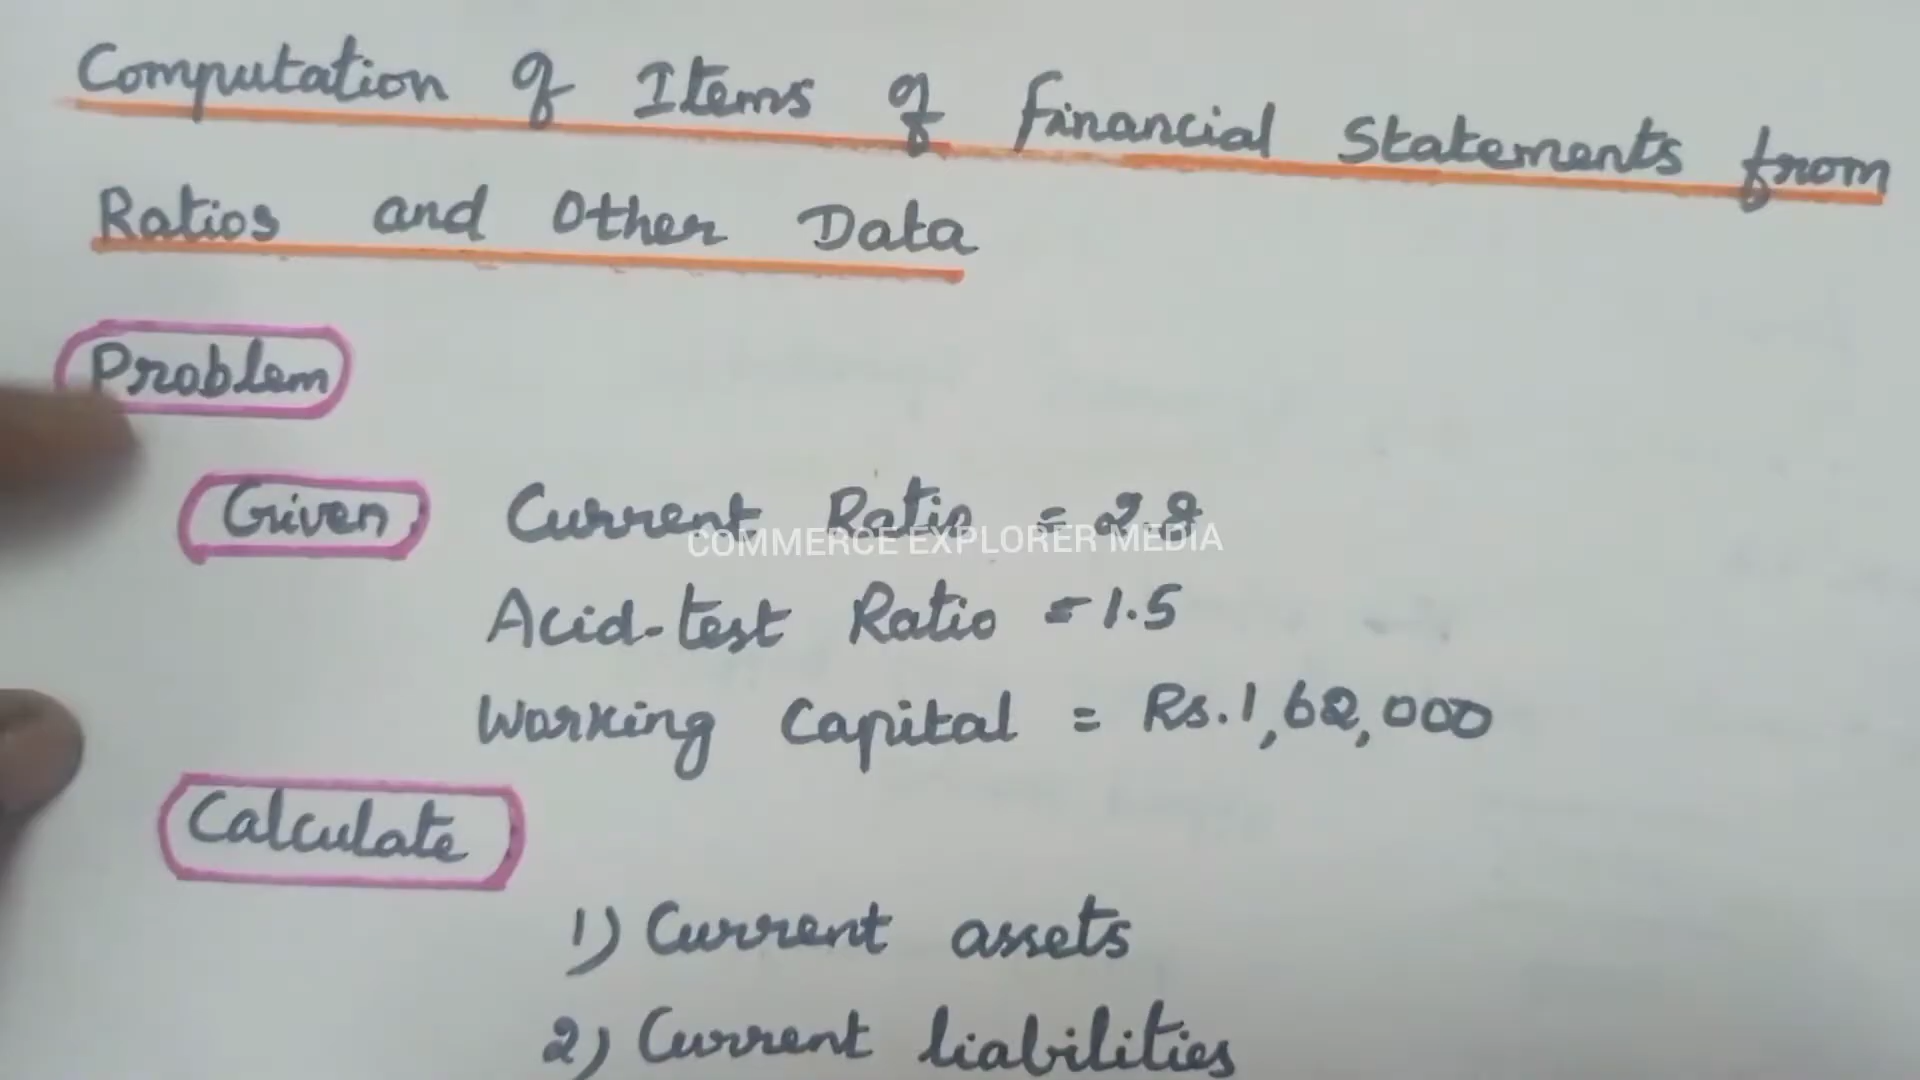 Computation of Items of Financial Statements from
Ratios and Other Data
Problem
Given Current Ratio = 2.8
COMMERCE EXPLORER MEDIA
Acid-test Ratio = 1.5
Working Capital = Rs.1,62,000
Calculate
1) Current assets
2) Current liabilities